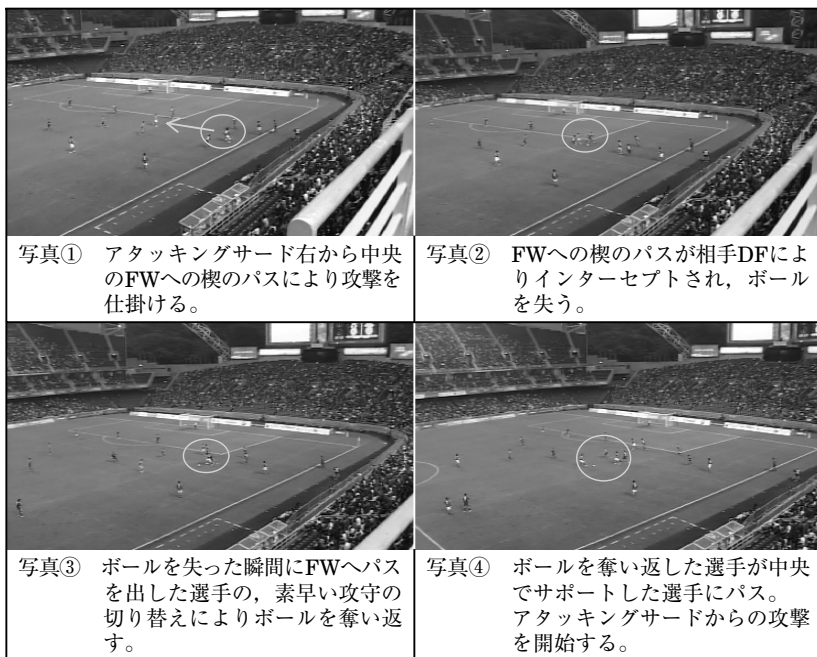 写真① アタッキングサード右から中央
のFWへの楔のパスにより攻撃を
仕掛ける。
写真② FWへの楔のパスが相手DFによ
りインターセプトされ，ボール
を失う。
写真③ ボールを失った瞬間にFWへパス
を出した選手の，素早い攻守の
切り替えによりボールを奪い返
す。
写真④ ボールを奪い返した選手が中央
でサポートした選手にパス。
アタッキングサードからの攻撃
を開始する。